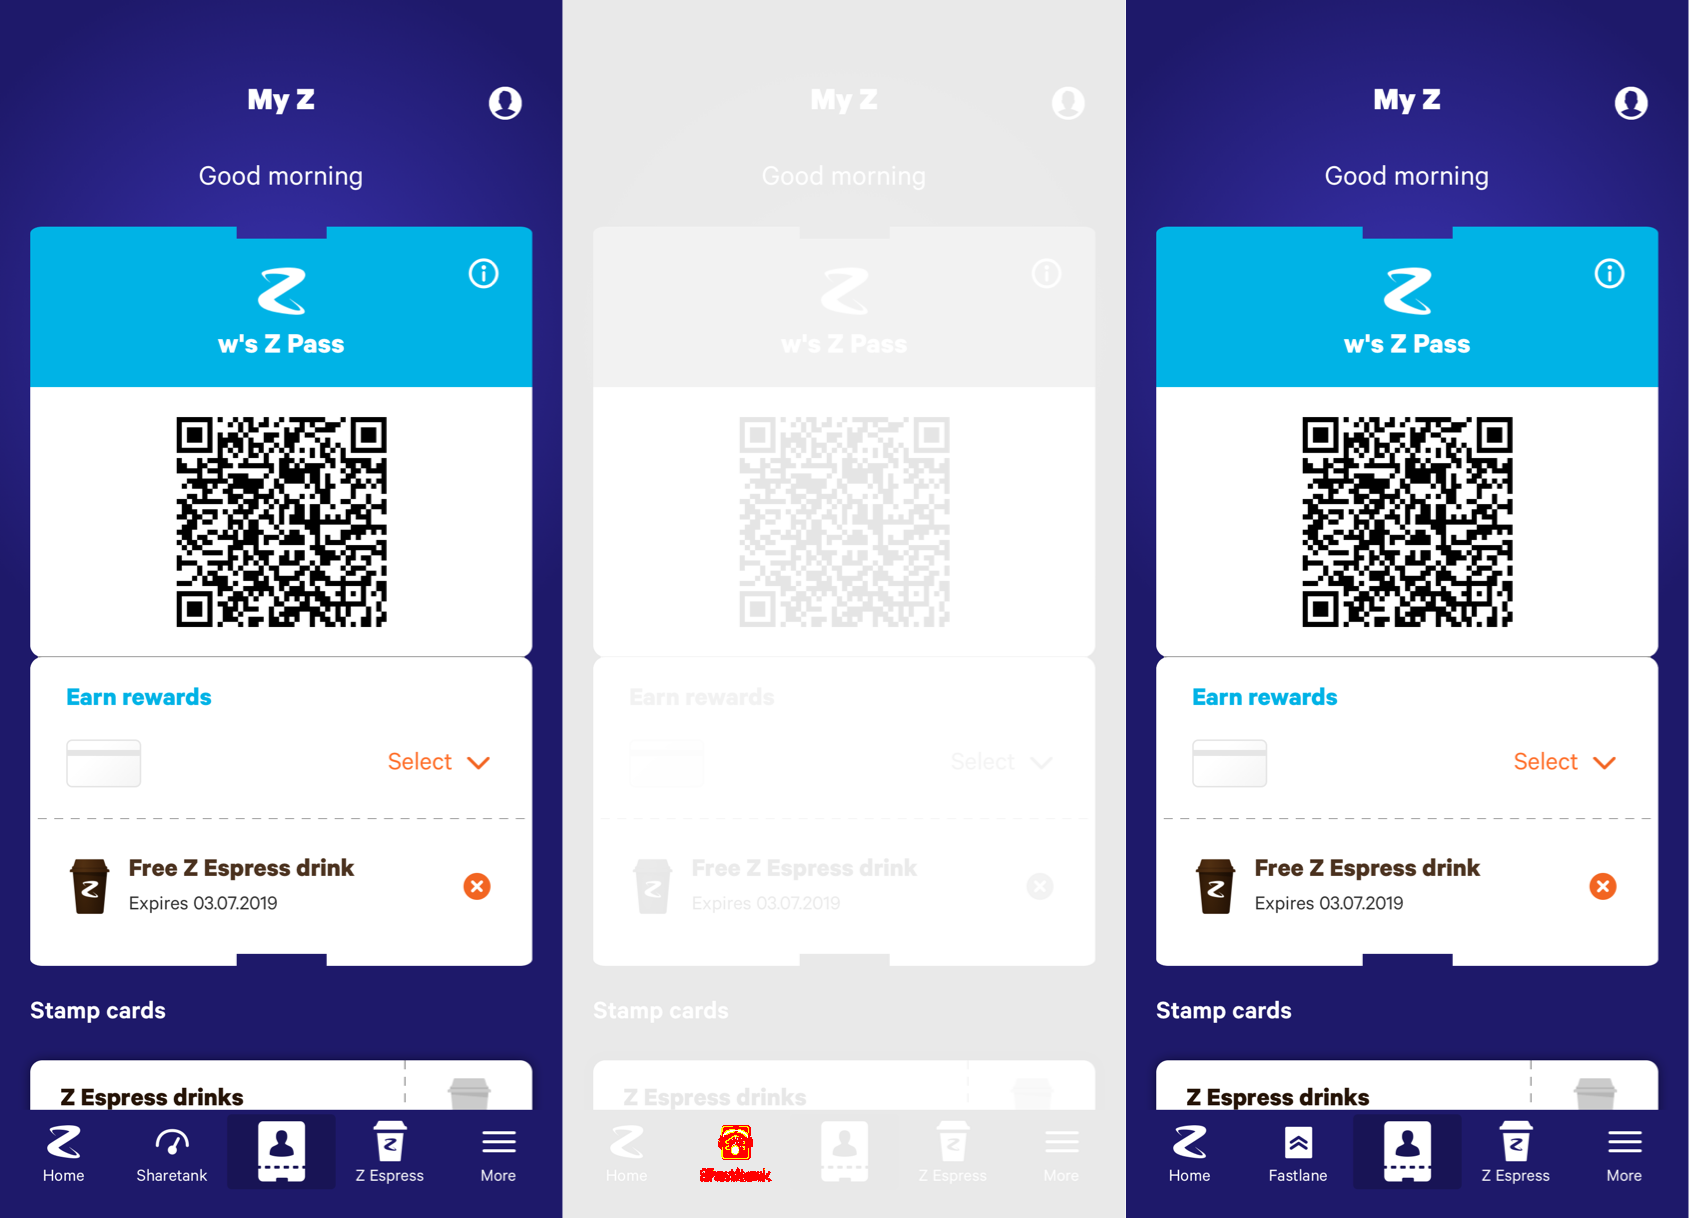 My Z
Good morning
w's Z Pass
Earn rewards
Select
Free Z Espress drink
Expires 03.07.2019
Stamp cards
Z Espress drinks
Home
Sharetank
Z Espress
More
My Z
Good morning
w's Z Pass
Earn rewards
Select
Free Z Espress drink
Expires 03.07.2019
Stamp cards
Z Espress drinks
Home
Z Espress
More
My Z
Good morning
w's Z Pass
Earn rewards
Select
Free Z Espress drink
Expires 03.07.2019
Stamp cards
Z Espress drinks
Home
Fastlane
Z Espress
More